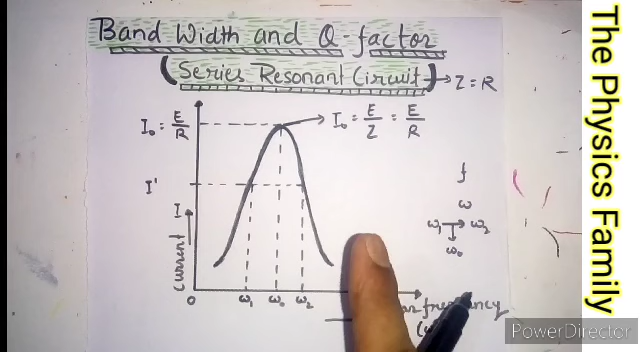 Band Width and Q-factor
(Series Resonant Circuit) → Z = R
I₀ = E/R
I₀ = E/Z = E/R
I'
I
Current
f
ω
ω₁ → ω₂
ω₀
0
ω₁ ω₀ ω₂
The Physics Family
PowerDirector